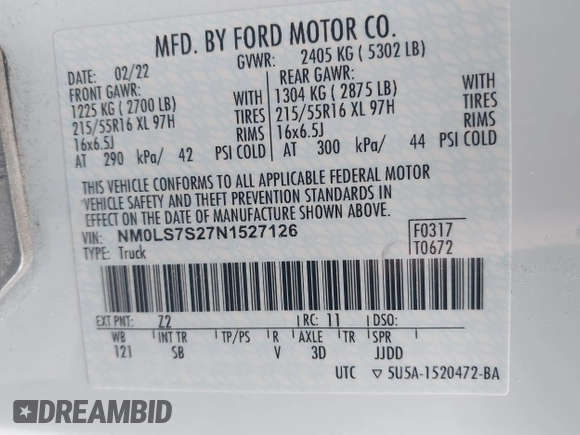 MFD. BY FORD MOTOR CO.
DATE: 02/22 GVWR: 2405 KG ( 5302 LB)
FRONT GAWR: REAR GAWR:
1225 KG ( 2700 LB) WITH 1304 KG ( 2875 LB) WITH
215/55R16 XL 97H TIRES 215/55R16 XL 97H TIRES
16x6.5J RIMS 16x6.5J RIMS
AT 290 kPa/ 42 PSI COLD AT 300 kPa/ 44 PSI COLD
THIS VEHICLE CONFORMS TO ALL APPLICABLE FEDERAL MOTOR
VEHICLE SAFETY AND THEFT PREVENTION STANDARDS IN
EFFECT ON THE DATE OF MANUFACTURE SHOWN ABOVE.
VIN: NM0LS7S27N1527126 F0317
TYPE: Truck T0672
EXT PNT: Z2 RC: 11 DSO:
WB INT TR TP/PS R AXLE TR SPR
121 SB V 3D JJDD
UTC ▽ 5U5A-1520472-BA
DREAMBID